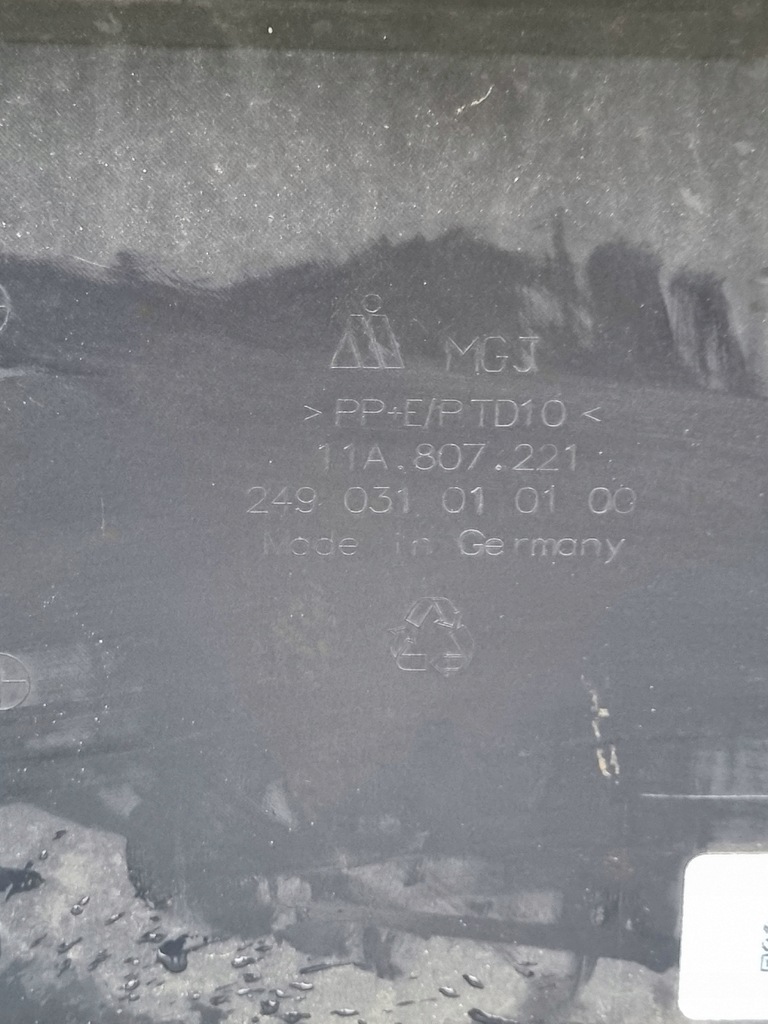 MGJ
>PP+E/P TD10<
11A.807.221
249 031 01 01 00
Made in Germany